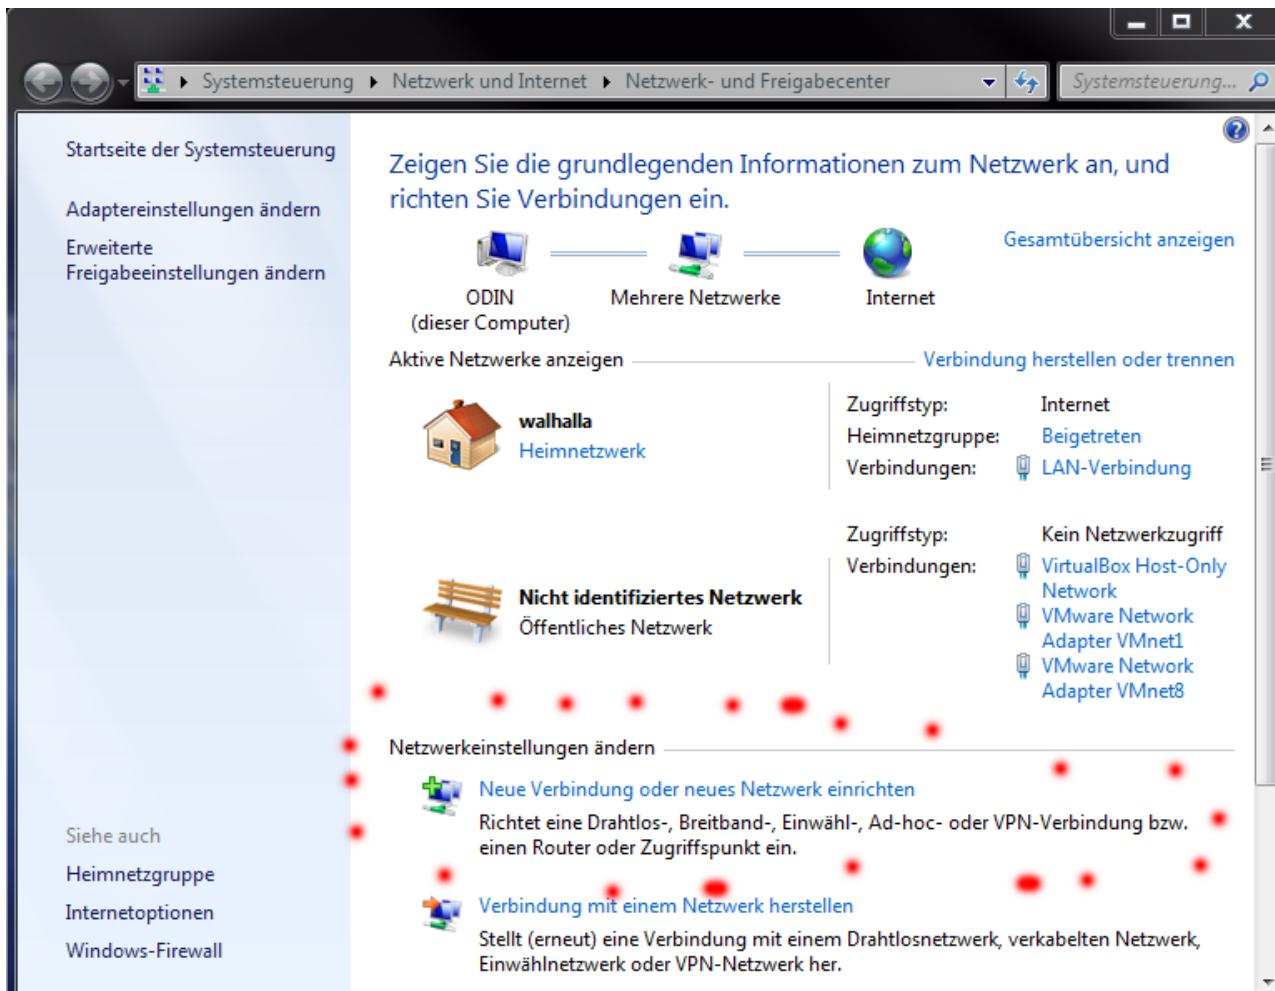 Systemsteuerung Netzwerk und Internet Netzwerk- und Freigabecenter
Systemsteuerung...
Startseite der Systemsteuerung
Adaptereinstellungen ändern
Erweiterte
Freigabeeinstellungen ändern
Siehe auch
Heimnetzgruppe
Internetoptionen
Windows-Firewall
Zeigen Sie die grundlegenden Informationen zum Netzwerk an, und
richten Sie Verbindungen ein.
Gesamtübersicht anzeigen
ODIN
(dieser Computer)
Mehrere Netzwerke
Internet
Aktive Netzwerke anzeigen
Verbindung herstellen oder trennen
walhalla
Heimnetzwerk
Zugriffstyp: Internet
Heimnetzgruppe: Beigetreten
Verbindungen: LAN-Verbindung
Nicht identifiziertes Netzwerk
Öffentliches Netzwerk
Zugriffstyp: Kein Netzwerkzugriff
Verbindungen: VirtualBox Host-Only
Network
VMware Network
Adapter VMnet1
VMware Network
Adapter VMnet8
Netzwerkeinstellungen ändern
Neue Verbindung oder neues Netzwerk einrichten
Richtet eine Drahtlos-, Breitband-, Einwähl-, Ad-hoc- oder VPN-Verbindung bzw.
einen Router oder Zugriffspunkt ein.
Verbindung mit einem Netzwerk herstellen
Stellt (erneut) eine Verbindung mit einem Drahtlosnetzwerk, verkabelten Netzwerk,
Einwählnetzwerk oder VPN-Netzwerk her.